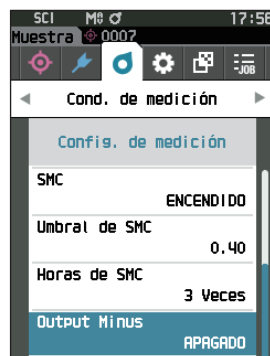 SCI M ♂ 17:56
Muestra 0007
-JOB
Cond. de medición
Config. de medición
SMC
ENCENDIDO
Umbral de SMC
0.40
Horas de SMC
3 Veces
Output Minus
APAGADO